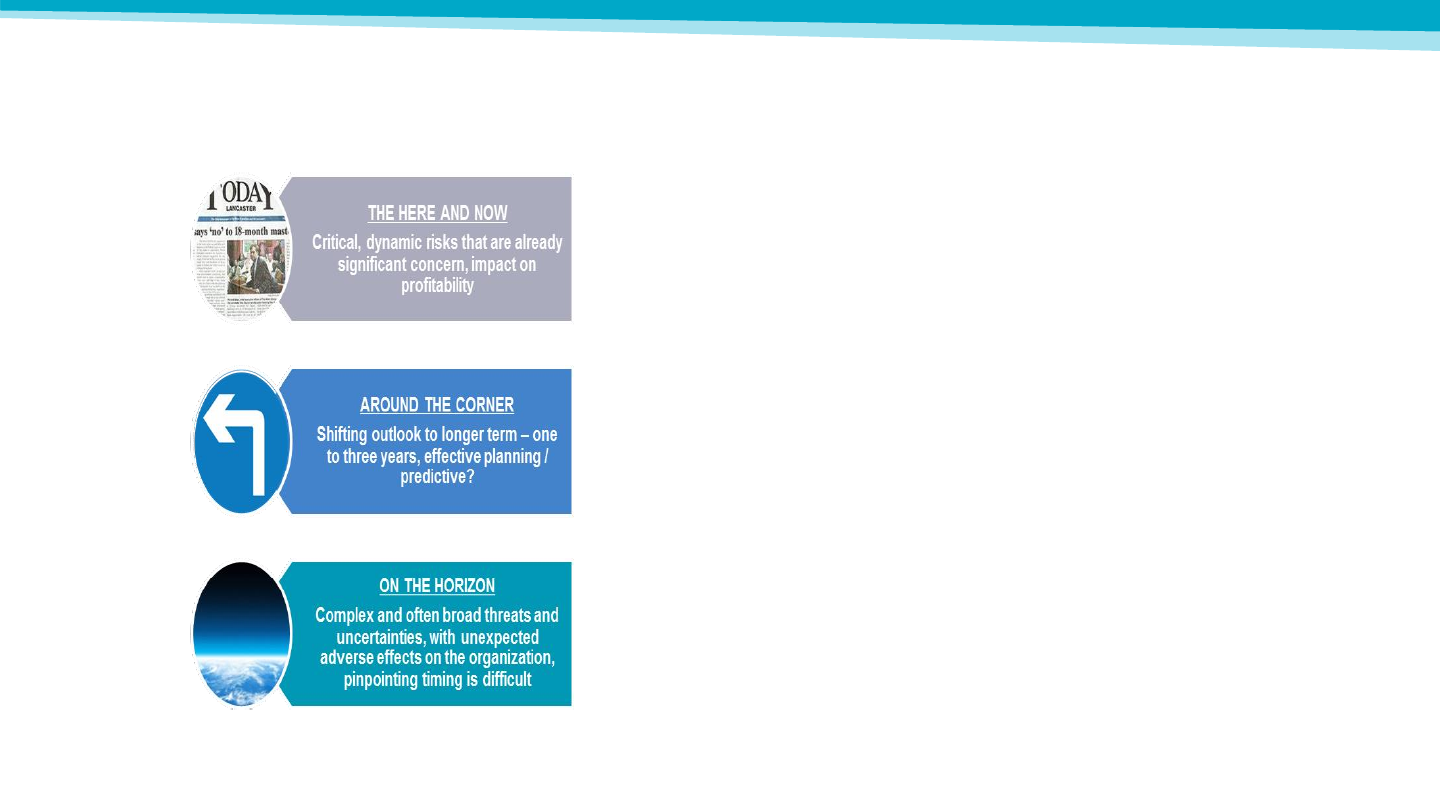 TODAY
LANCASTER
says 'no' to 18-month mast
THE HERE AND NOW
Critical, dynamic risks that are already
significant concern, impact on
profitability
AROUND THE CORNER
Shifting outlook to longer term – one
to three years, effective planning /
predictive?
ON THE HORIZON
Complex and often broad threats and
uncertainties, with unexpected
adverse effects on the organization,
pinpointing timing is difficult